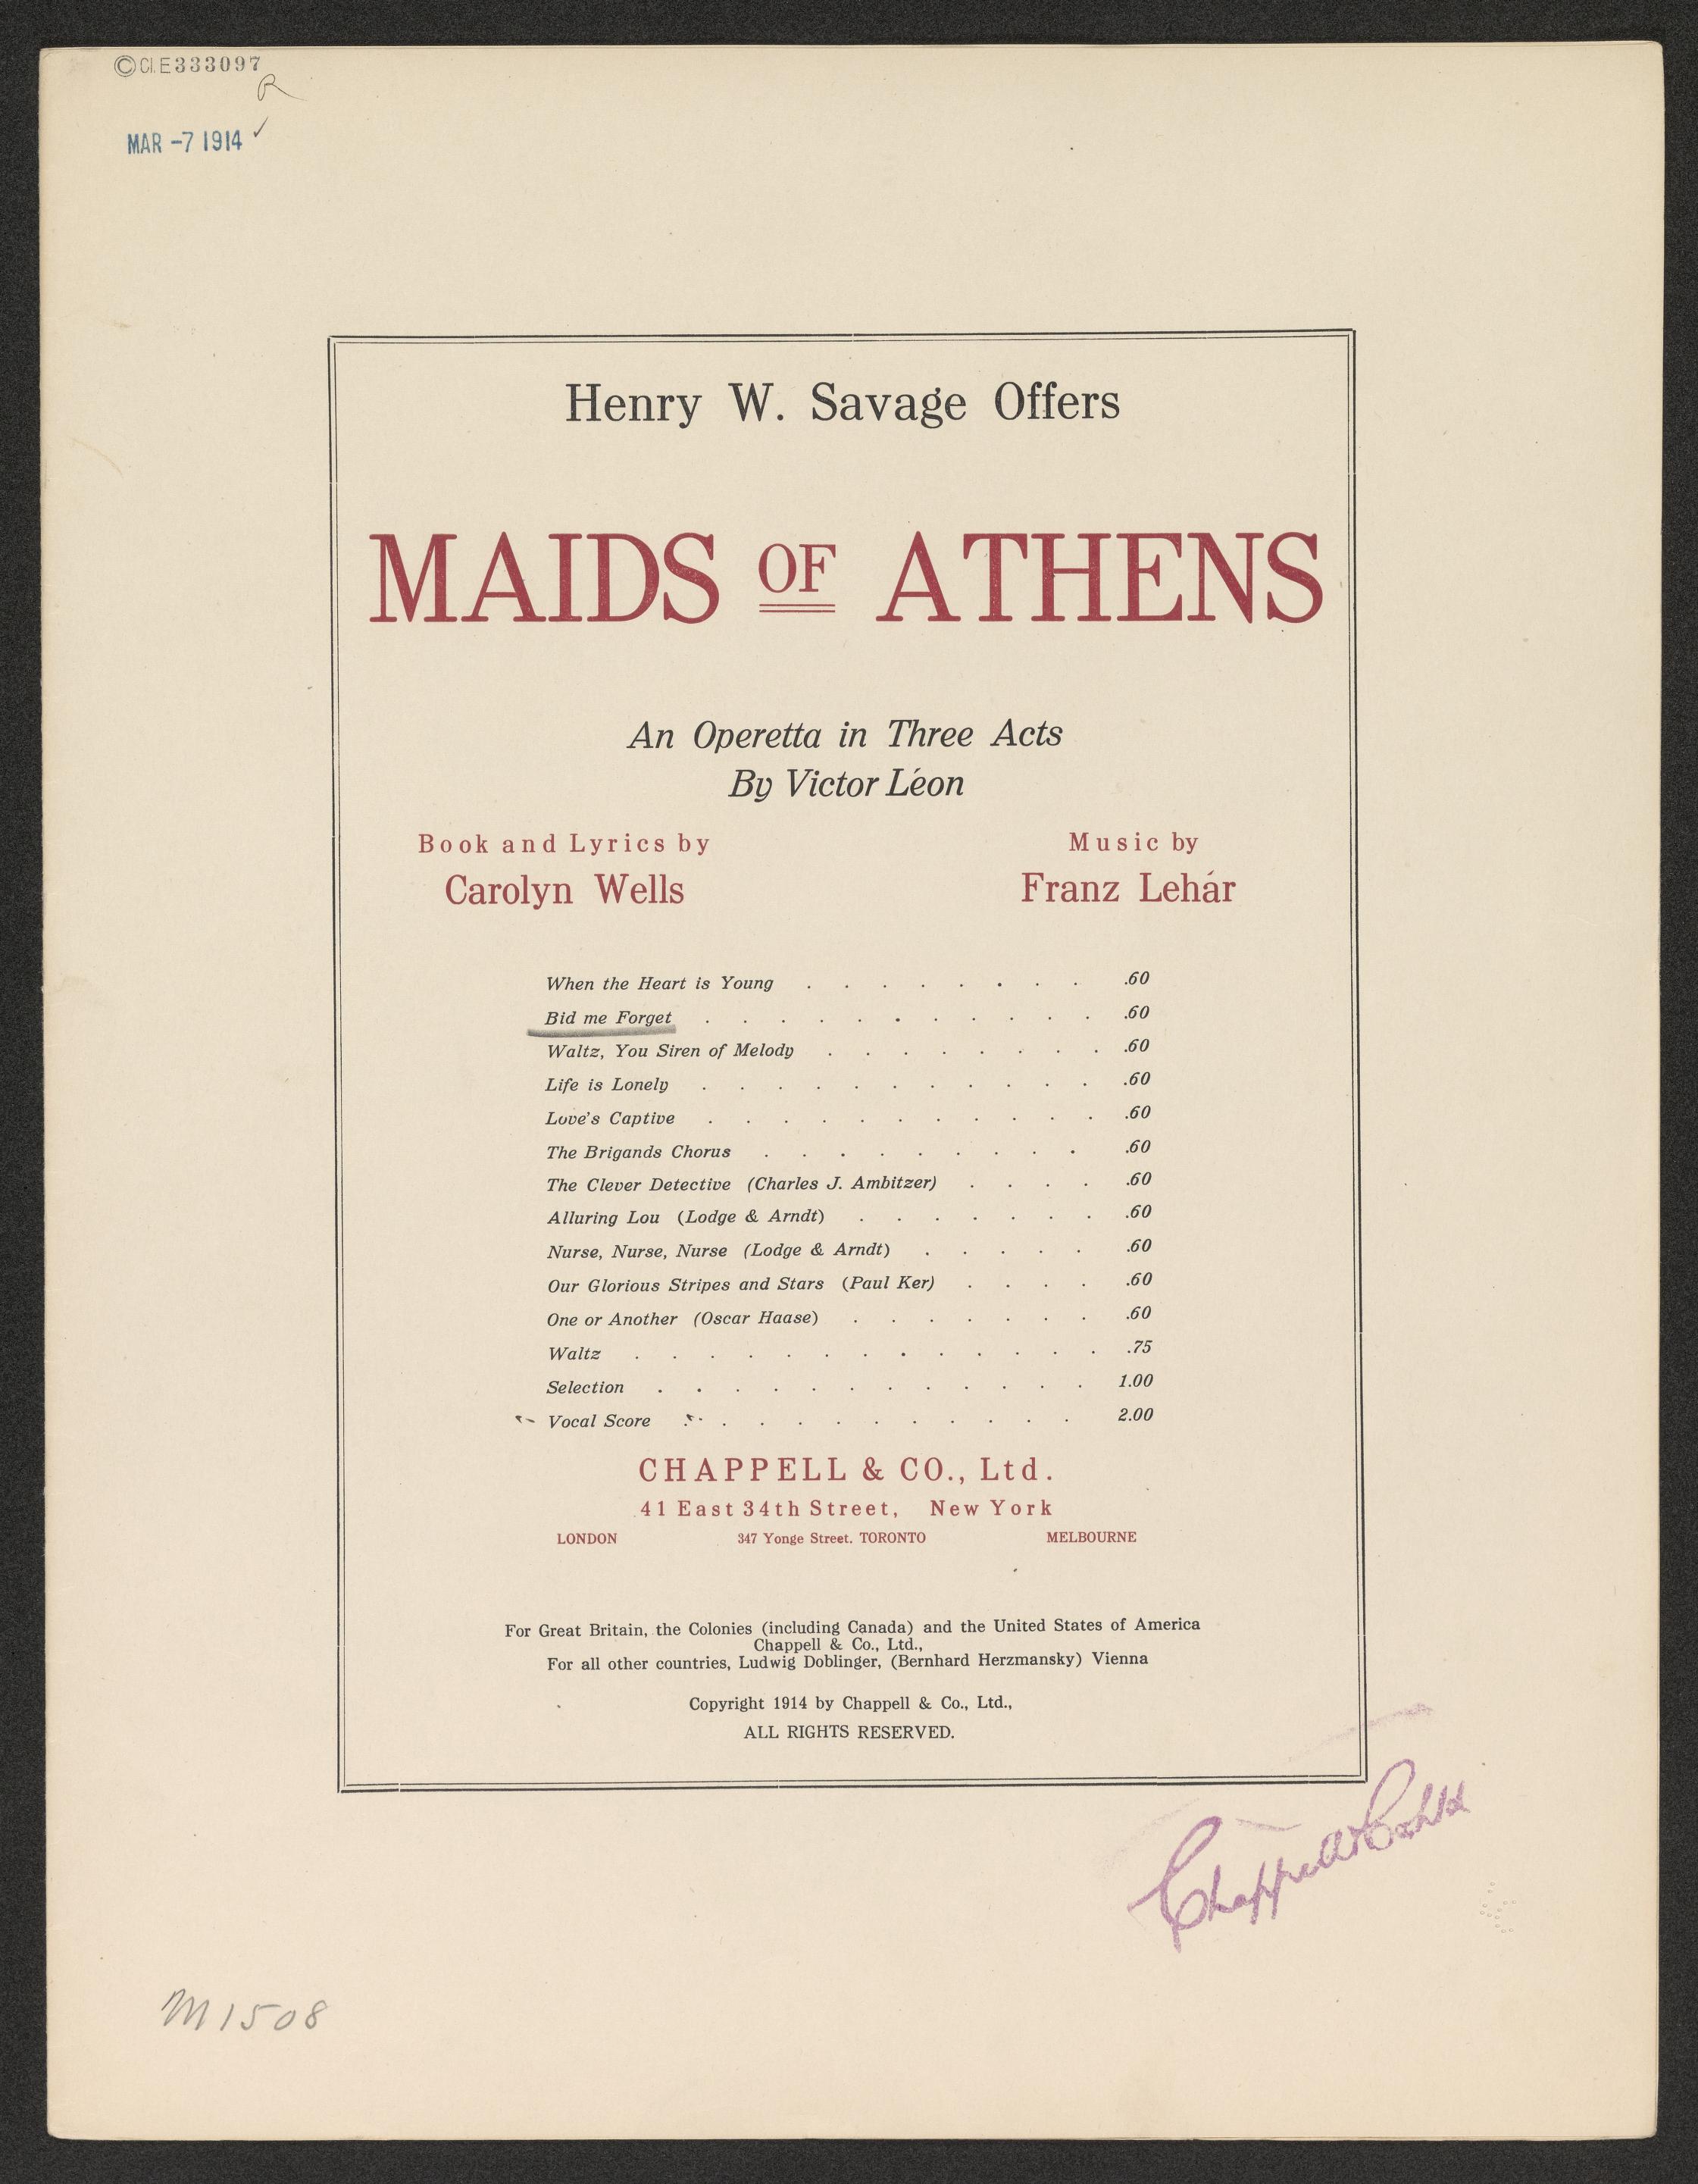 © Cl. E333097
R
MAR -7 1914 ✓
Henry W. Savage Offers
MAIDS OF ATHENS
An Operetta in Three Acts
By Victor Léon
Book and Lyrics by Music by
Carolyn Wells Franz Lehár
When the Heart is Young . . . . . . . . .60
Bid me Forget . . . . . . . . . . . .60
Waltz, You Siren of Melody . . . . . . . . .60
Life is Lonely . . . . . . . . . . . .60
Love's Captive . . . . . . . . . . . .60
The Brigands Chorus . . . . . . . . . .60
The Clever Detective (Charles J. Ambitzer) . . . . .60
Alluring Lou (Lodge & Arndt) . . . . . . . .60
Nurse, Nurse, Nurse (Lodge & Arndt) . . . . . .60
Our Glorious Stripes and Stars (Paul Ker) . . . . .60
One or Another (Oscar Haase) . . . . . . . .60
Waltz . . . . . . . . . . . . . .75
Selection . . . . . . . . . . . . 1.00
Vocal Score . . . . . . . . . . . 2.00
CHAPPELL & CO., Ltd.
41 East 34th Street, New York
LONDON 347 Yonge Street. TORONTO MELBOURNE
For Great Britain, the Colonies (including Canada) and the United States of America
Chappell & Co., Ltd.,
For all other countries, Ludwig Doblinger, (Bernhard Herzmansky) Vienna
Copyright 1914 by Chappell & Co., Ltd.,
ALL RIGHTS RESERVED.
Chappell & Co Ltd
M1508